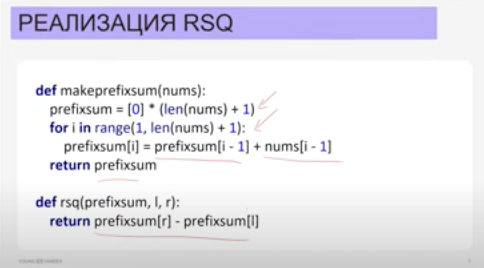 РЕАЛИЗАЦИЯ RSQ
def makeprefixsum(nums):
prefixsum = [0] * (len(nums) + 1)
for i in range(1, len(nums) + 1):
prefixsum[i] = prefixsum[i - 1] + nums[i - 1]
return prefixsum
def rsq(prefixsum, l, r):
return prefixsum[r] - prefixsum[l]